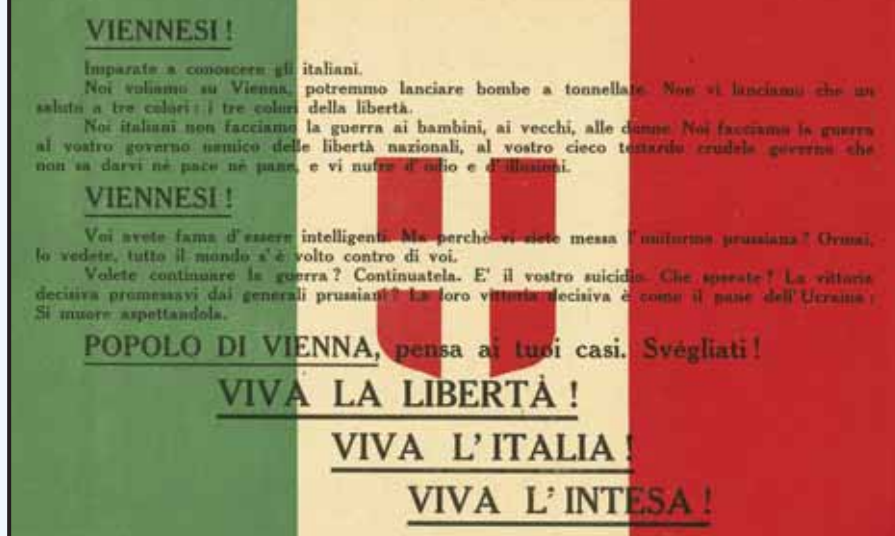 VIENNESI !
Imparate a conoscere gli italiani.
Noi voliamo su Vienna, potremmo lanciare bombe a tonnellate. Non vi lanciamo che un
saluto a tre colori : i tre colori della libertà.
Noi italiani non facciamo la guerra ai bambini, ai vecchi, alle donne. Noi facciamo la guerra
al vostro governo nemico delle libertà nazionali, al vostro cieco testardo crudele governo che
non sa darvi nè pace nè pane, e vi nutre d'odio e d'illusioni.
VIENNESI !
Voi avete fama d'essere intelligenti. Ma perchè vi siete messa l'uniforme prussiana ? Ormai,
lo vedete, tutto il mondo s'è volto contro di voi.
Volete continuare la guerra ? Continuatela. E' il vostro suicidio. Che sperate ? La vittoria
decisiva promessavi dai generali prussiani ? La loro vittoria decisiva è come il pane dell'Ucraina :
Si muore aspettandola.
POPOLO DI VIENNA, pensa ai tuoi casi. Svégliati !
VIVA LA LIBERTÀ !
VIVA L'ITALIA !
VIVA L'INTESA !